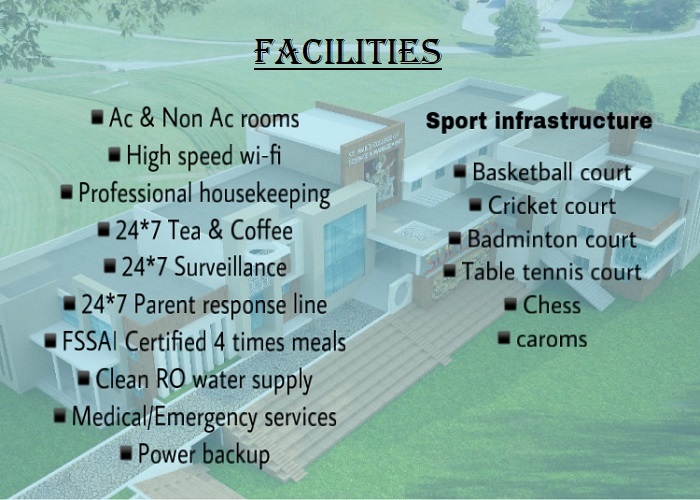 FACILITIES
▪Ac & Non Ac rooms
▪High speed wi-fi
▪Professional housekeeping
▪24*7 Tea & Coffee
▪24*7 Surveillance
▪24*7 Parent response line
▪FSSAI Certified 4 times meals
▪Clean RO water supply
▪Medical/Emergency services
▪Power backup
Sport infrastructure
▪Basketball court
▪Cricket court
▪Badminton court
▪Table tennis court
▪Chess
▪caroms